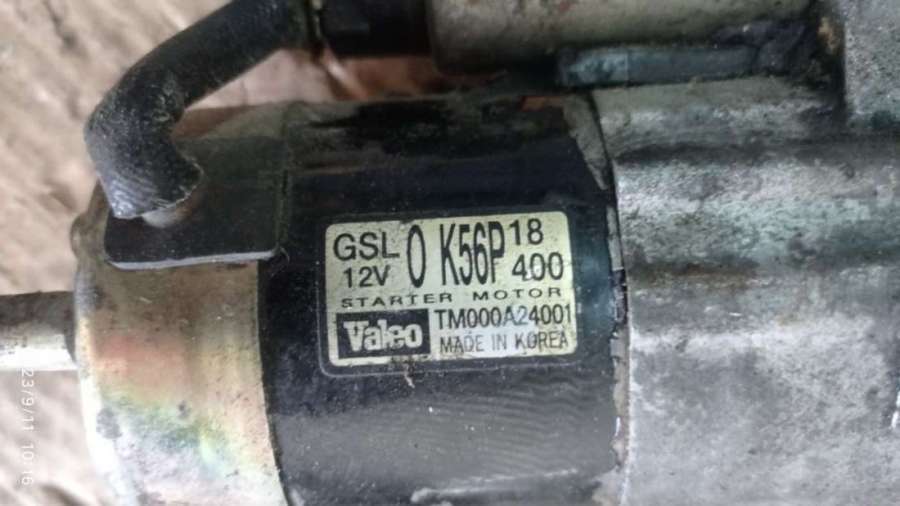 GSL 0 K56P 18
12V 400
STARTER MOTOR
Valeo TM000A24001
MADE IN KOREA
23/9/11 10:16